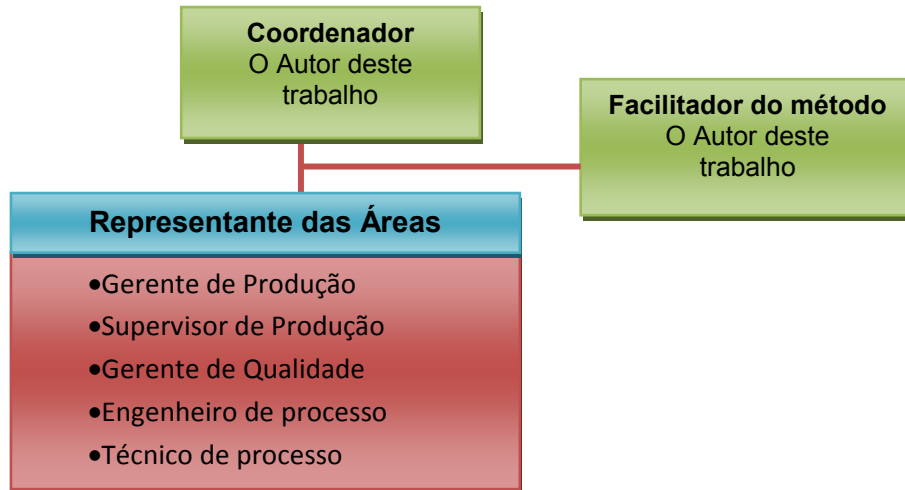 Coordenador
O Autor deste
trabalho
Facilitador do método
O Autor deste
trabalho
Representante das Áreas
•Gerente de Produção
•Supervisor de Produção
•Gerente de Qualidade
•Engenheiro de processo
•Técnico de processo